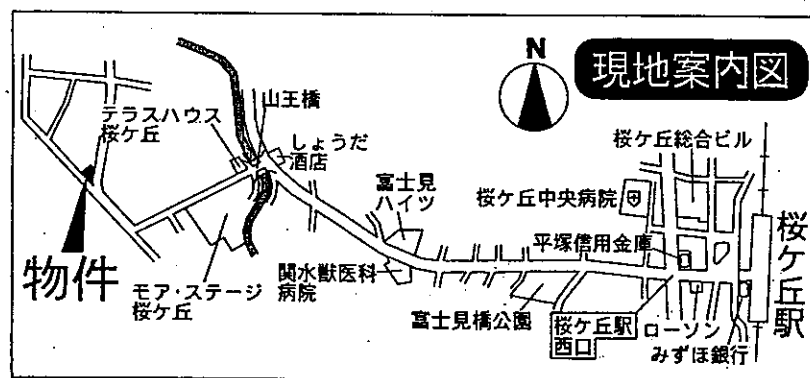 N
現地案内図
山王橋
テラスハウス
桜ケ丘
しょうだ
酒店
富士見
ハイツ
桜ケ丘総合ビル
桜ケ丘中央病院
平塚信用金庫
桜ケ丘駅
物件
モア・ステージ
桜ケ丘
関水獣医科
病院
富士見橋公園
桜ケ丘駅
西口
ローソン
みずほ銀行